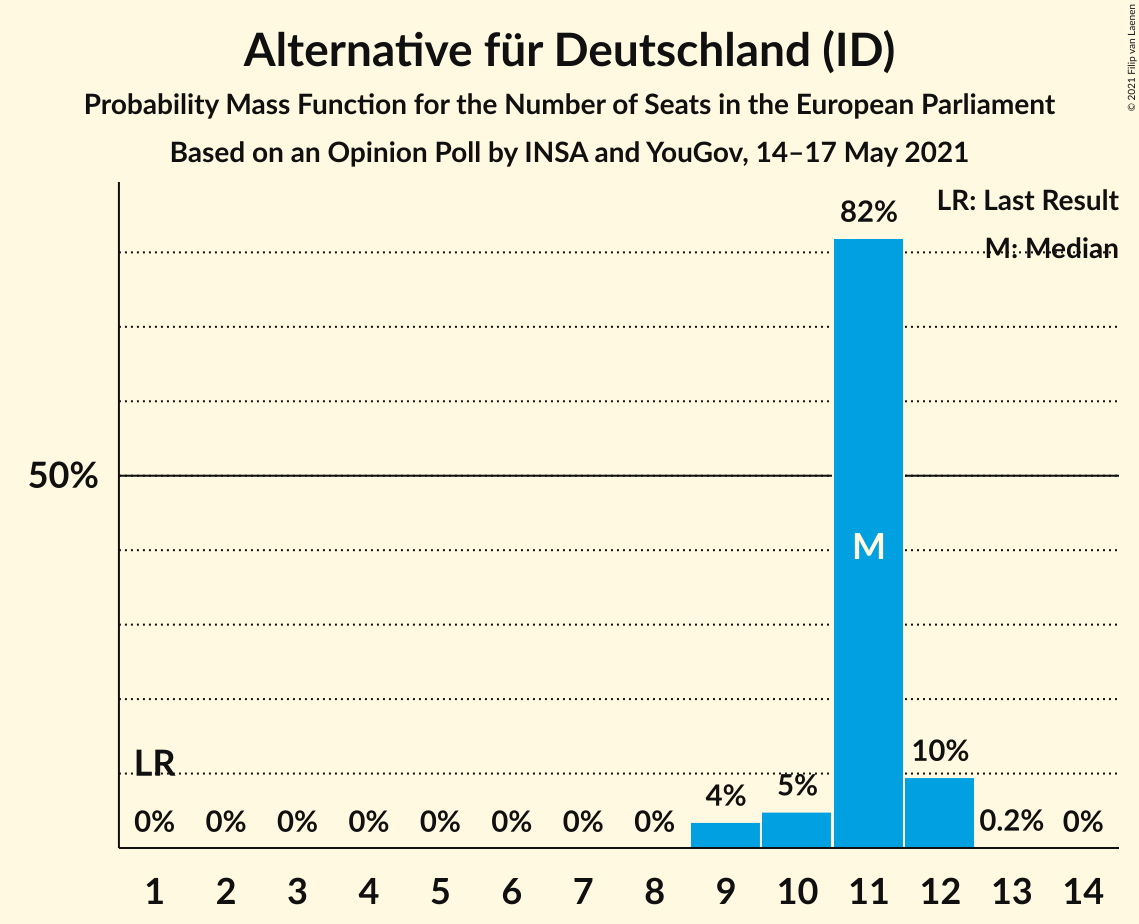 Alternative für Deutschland (ID)
Probability Mass Function for the Number of Seats in the European Parliament
Based on an Opinion Poll by INSA and YouGov, 14–17 May 2021
© 2021 Filip van Laenen
LR: Last Result
M: Median
82%
50%
M
LR
0% 0% 0% 0% 0% 0% 0% 0% 4% 5% 10% 0.2% 0%
1 2 3 4 5 6 7 8 9 10 11 12 13 14